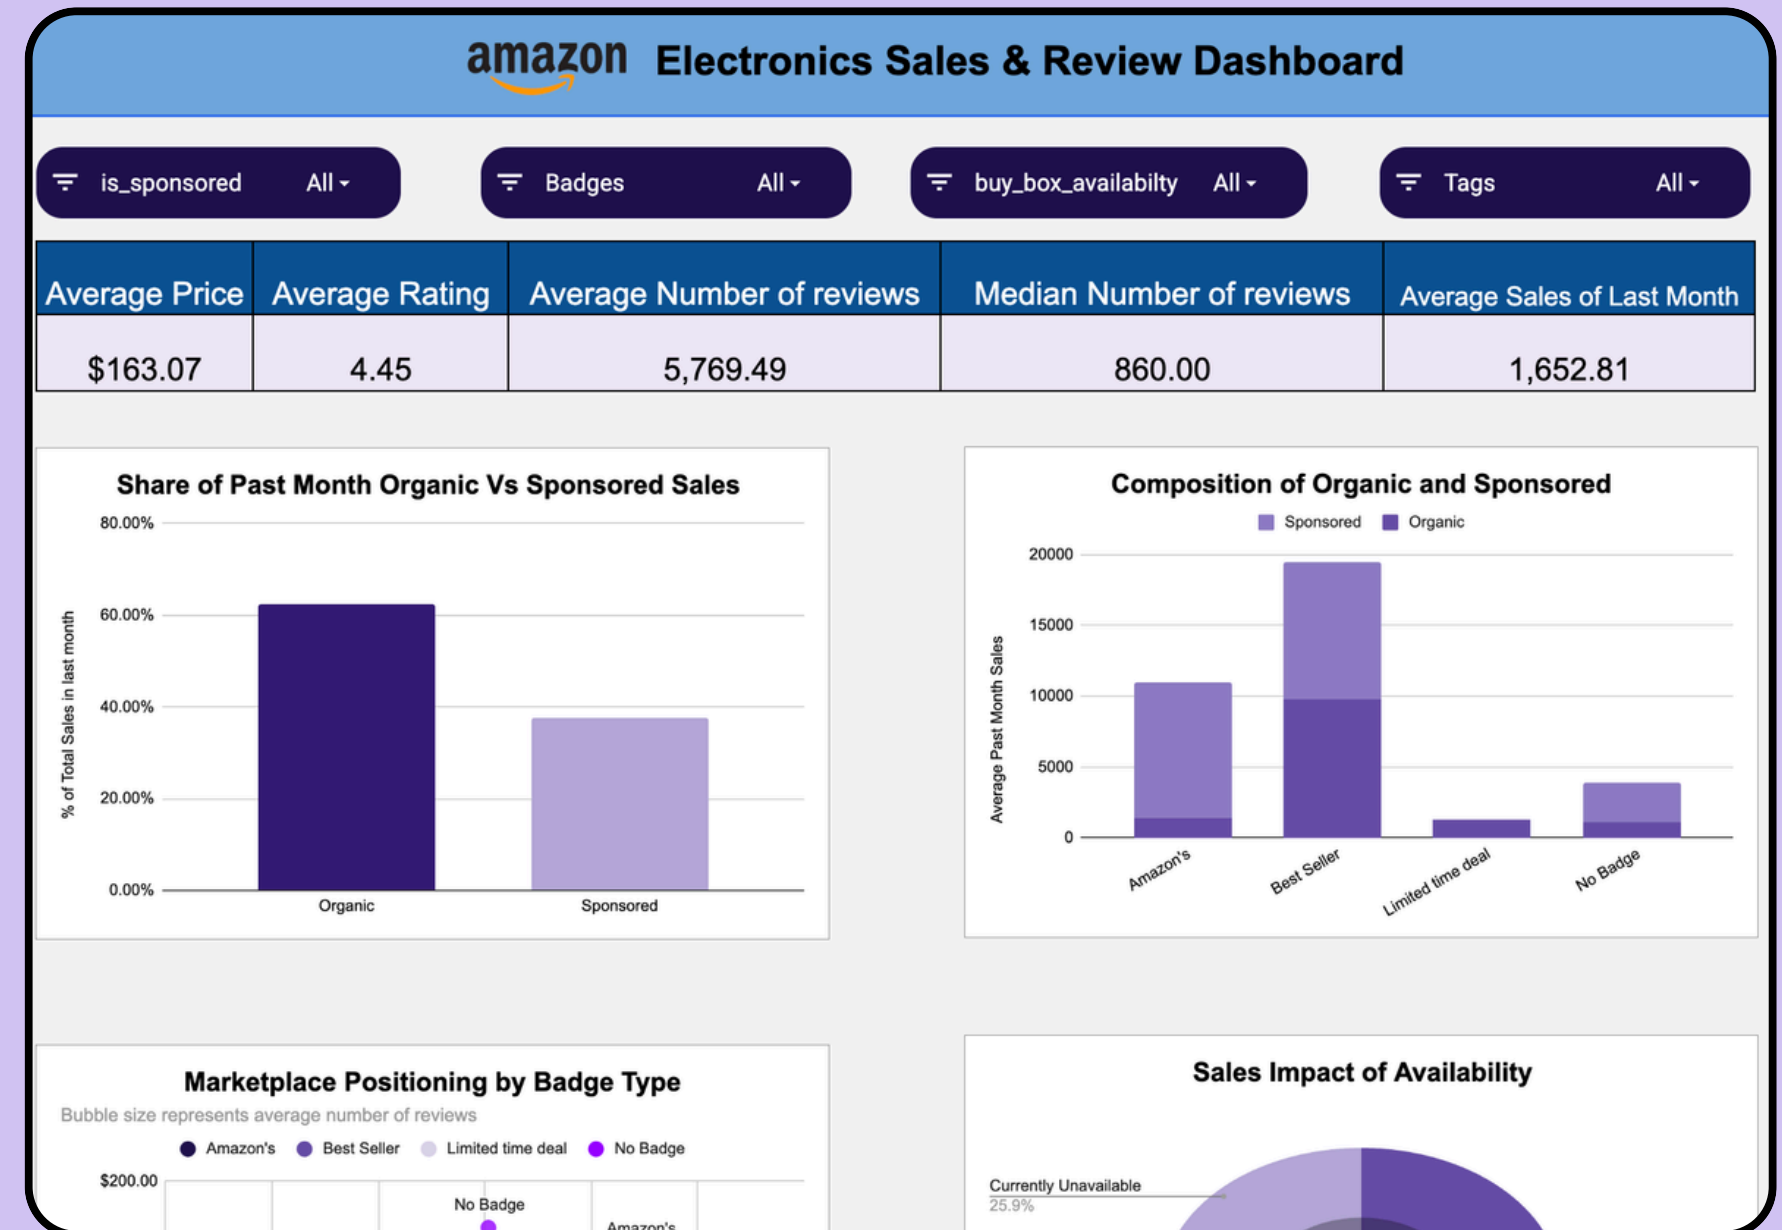 amazon Electronics Sales & Review Dashboard
is_sponsored All
Badges All
buy_box_availabilty All
Tags All
Average Price Average Rating Average Number of reviews Median Number of reviews Average Sales of Last Month
$163.07 4.45 5,769.49 860.00 1,652.81
Share of Past Month Organic Vs Sponsored Sales
% of Total Sales in last month
80.00%
60.00%
40.00%
20.00%
0.00%
Organic Sponsored
Composition of Organic and Sponsored
Sponsored Organic
Average Past Month Sales
20000
15000
10000
5000
0
Amazon's
Best Seller
Limited time deal
No Badge
Marketplace Positioning by Badge Type
Bubble size represents average number of reviews
Amazon's Best Seller Limited time deal No Badge
$200.00
No Badge
Amazon's
Sales Impact of Availability
Currently Unavailable
25.9%